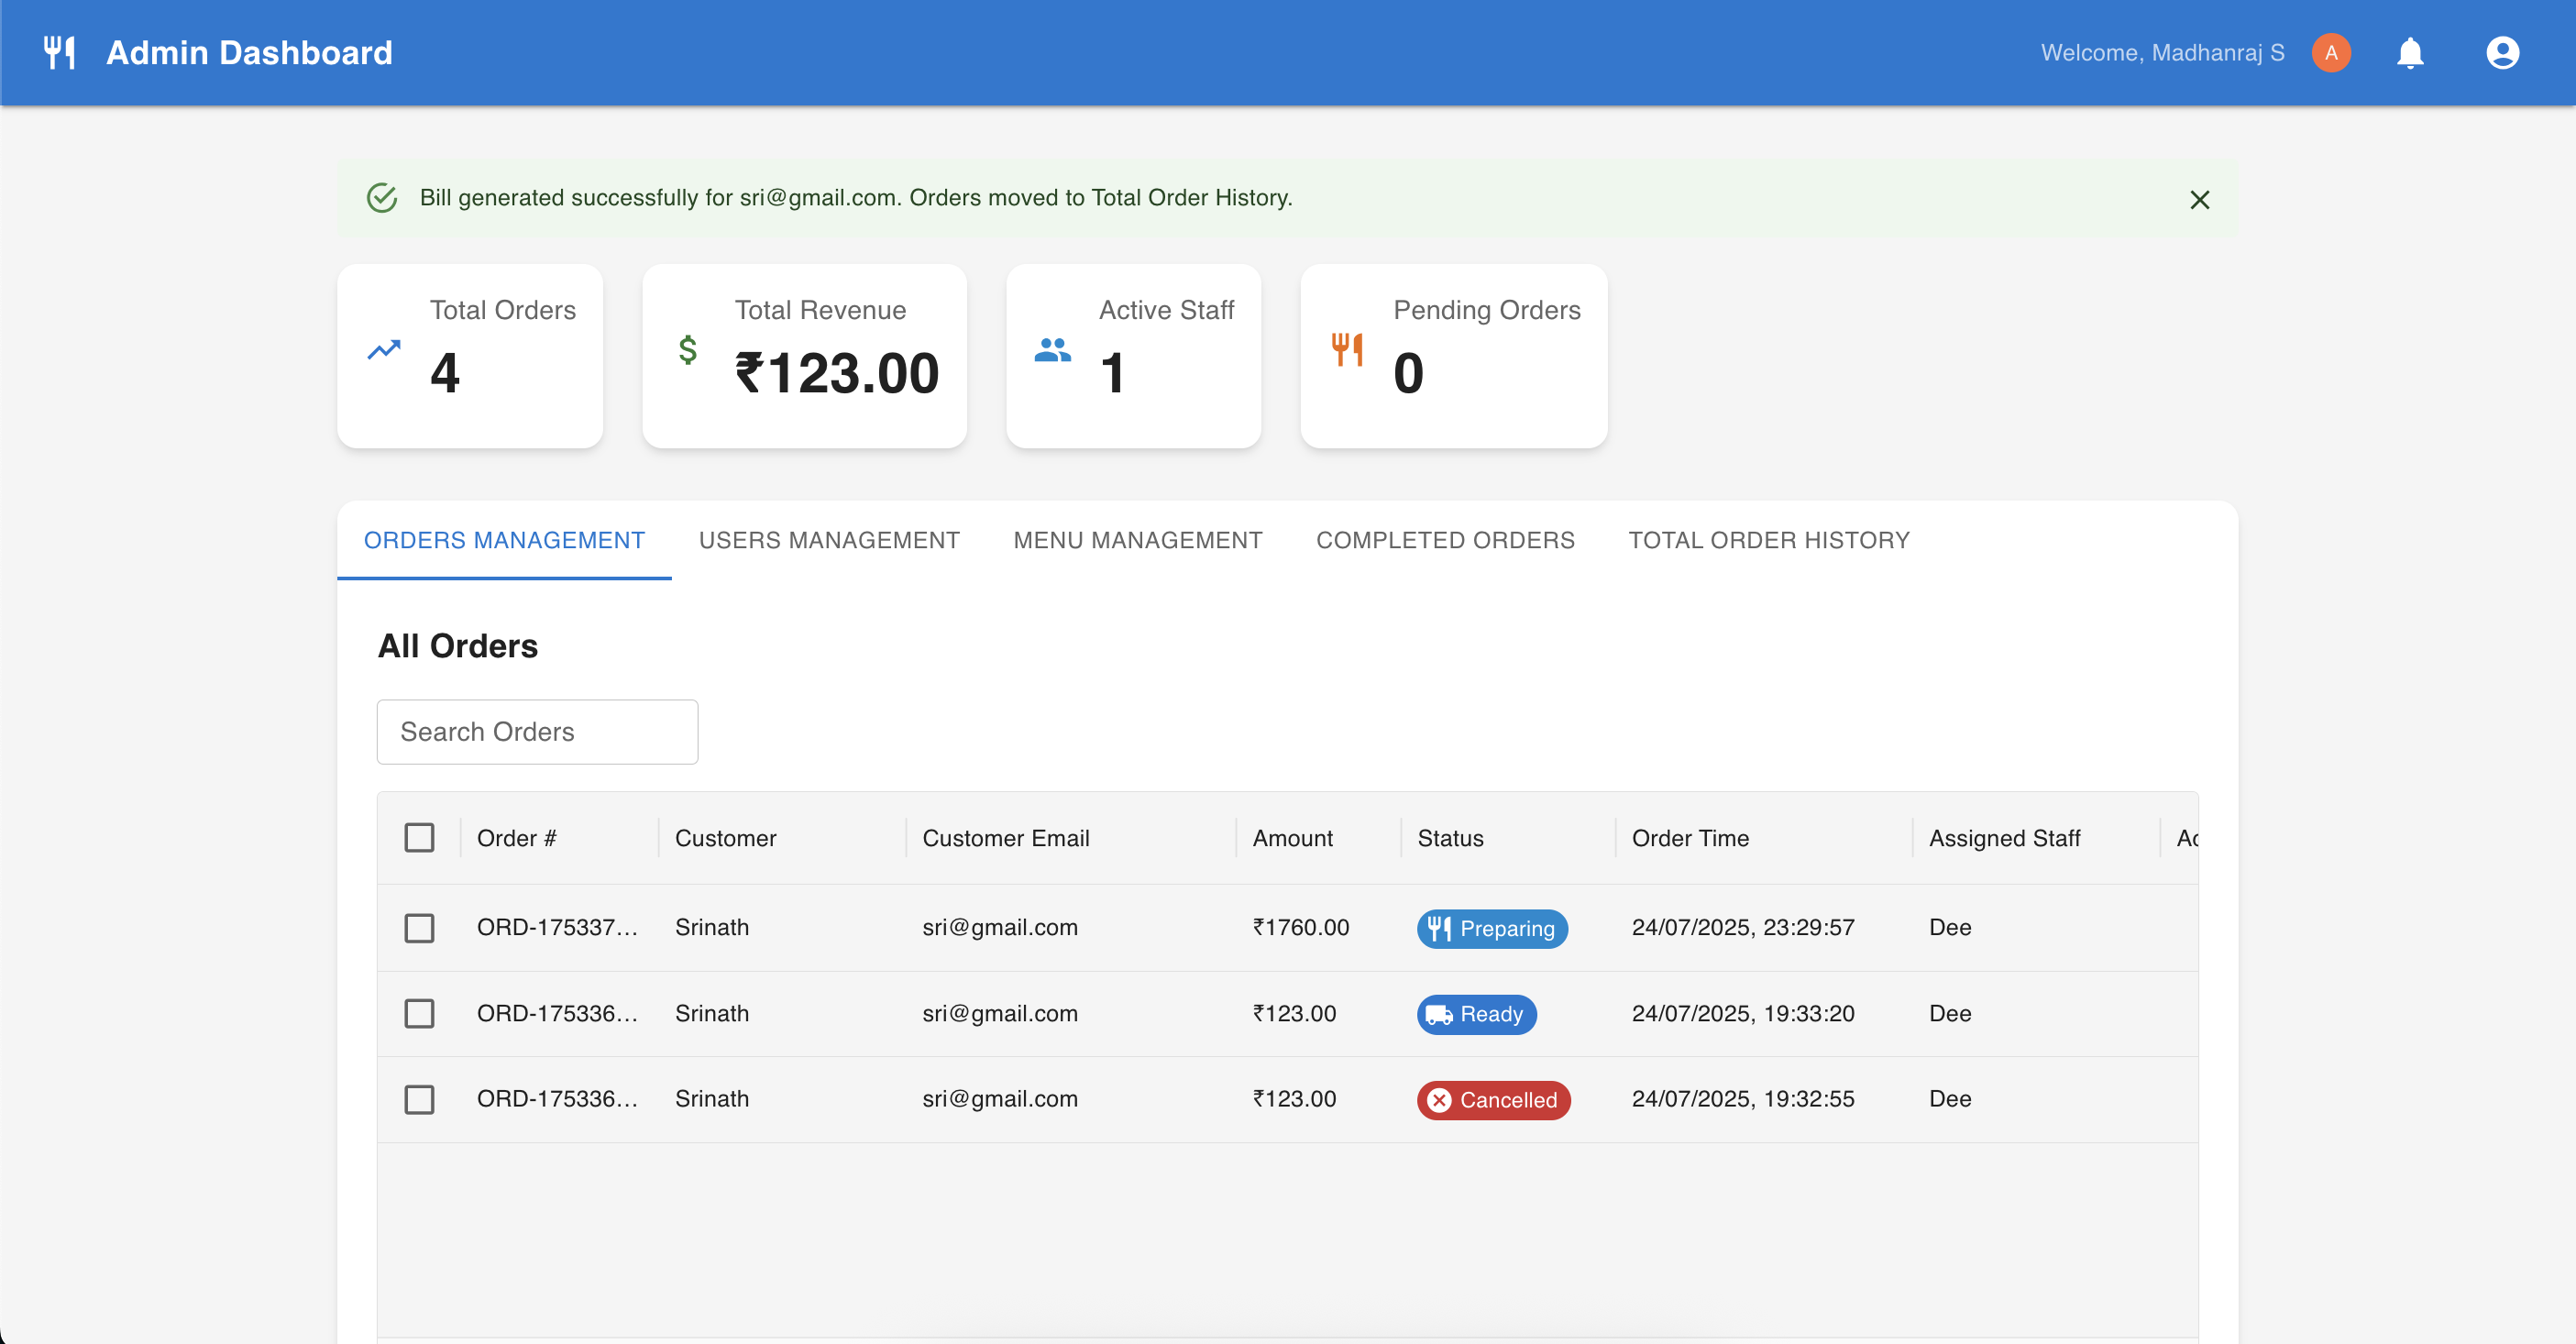 Admin Dashboard
Welcome, Madhanraj S
A
Bill generated successfully for sri@gmail.com. Orders moved to Total Order History.
Total Orders
4
Total Revenue
₹123.00
Active Staff
1
Pending Orders
0
ORDERS MANAGEMENT USERS MANAGEMENT MENU MANAGEMENT COMPLETED ORDERS TOTAL ORDER HISTORY
All Orders
Search Orders
Order # Customer Customer Email Amount Status Order Time Assigned Staff
ORD-175337... Srinath sri@gmail.com ₹1760.00 Preparing 24/07/2025, 23:29:57 Dee
ORD-175336... Srinath sri@gmail.com ₹123.00 Ready 24/07/2025, 19:33:20 Dee
ORD-175336... Srinath sri@gmail.com ₹123.00 Cancelled 24/07/2025, 19:32:55 Dee